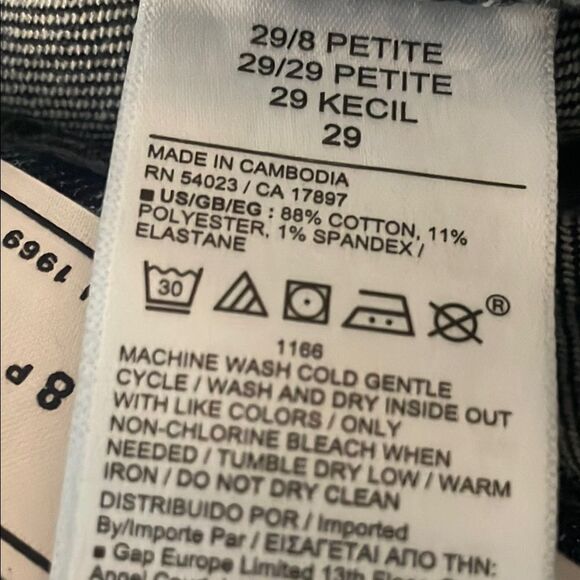 29/8 PETITE
29/29 PETITE
29 KECIL
29
MADE IN CAMBODIA
RN 54023 / CA 17897
■ US/GB/EG : 88% COTTON, 11%
POLYESTER, 1% SPANDEX /
ELASTANE
30
®
1166
MACHINE WASH COLD GENTLE
CYCLE / WASH AND DRY INSIDE OUT
WITH LIKE COLORS / ONLY
NON-CHLORINE BLEACH WHEN
NEEDED / TUMBLE DRY LOW / WARM
IRON / DO NOT DRY CLEAN
DISTRIBUIDO POR / Imported
By/Importe Par / ΕΙΣΑΓΕΤΑΙ ΑΠΟ ΤΗΝ:
■ Gap Europe Limited 13th
1969
8 P